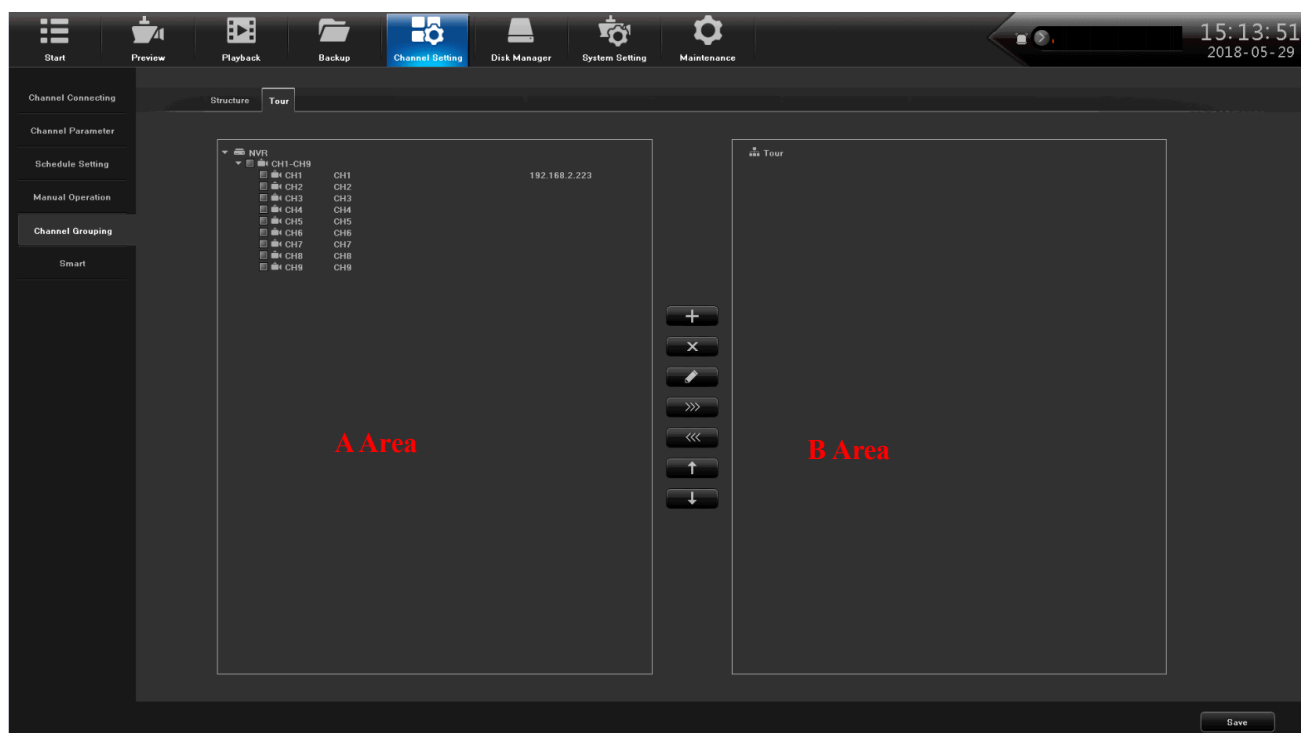 Start Preview Playback Backup Channel Setting Disk Manager System Setting Maintenance
15:13:51
2018-05-29
Channel Connecting
Channel Parameter
Schedule Setting
Manual Operation
Channel Grouping
Smart
Structure Tour
NVR
CH1-CH9
CH1 CH1 192.168.2.223
CH2 CH2
CH3 CH3
CH4 CH4
CH5 CH5
CH6 CH6
CH7 CH7
CH8 CH8
CH9 CH9
A Area
Tour
B Area
Save